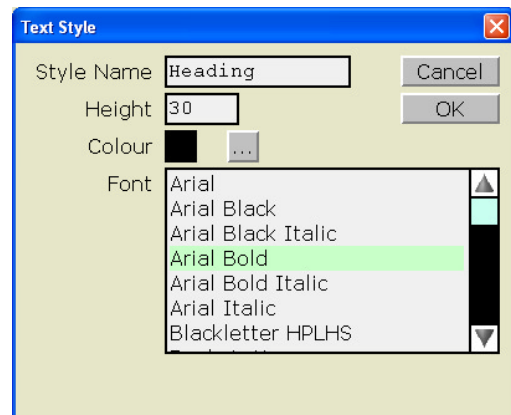 Text Style
Style Name Heading Cancel
Height 30 OK
Colour ...
Font Arial
Arial Black
Arial Black Italic
Arial Bold
Arial Bold Italic
Arial Italic
Blackletter HPLHS